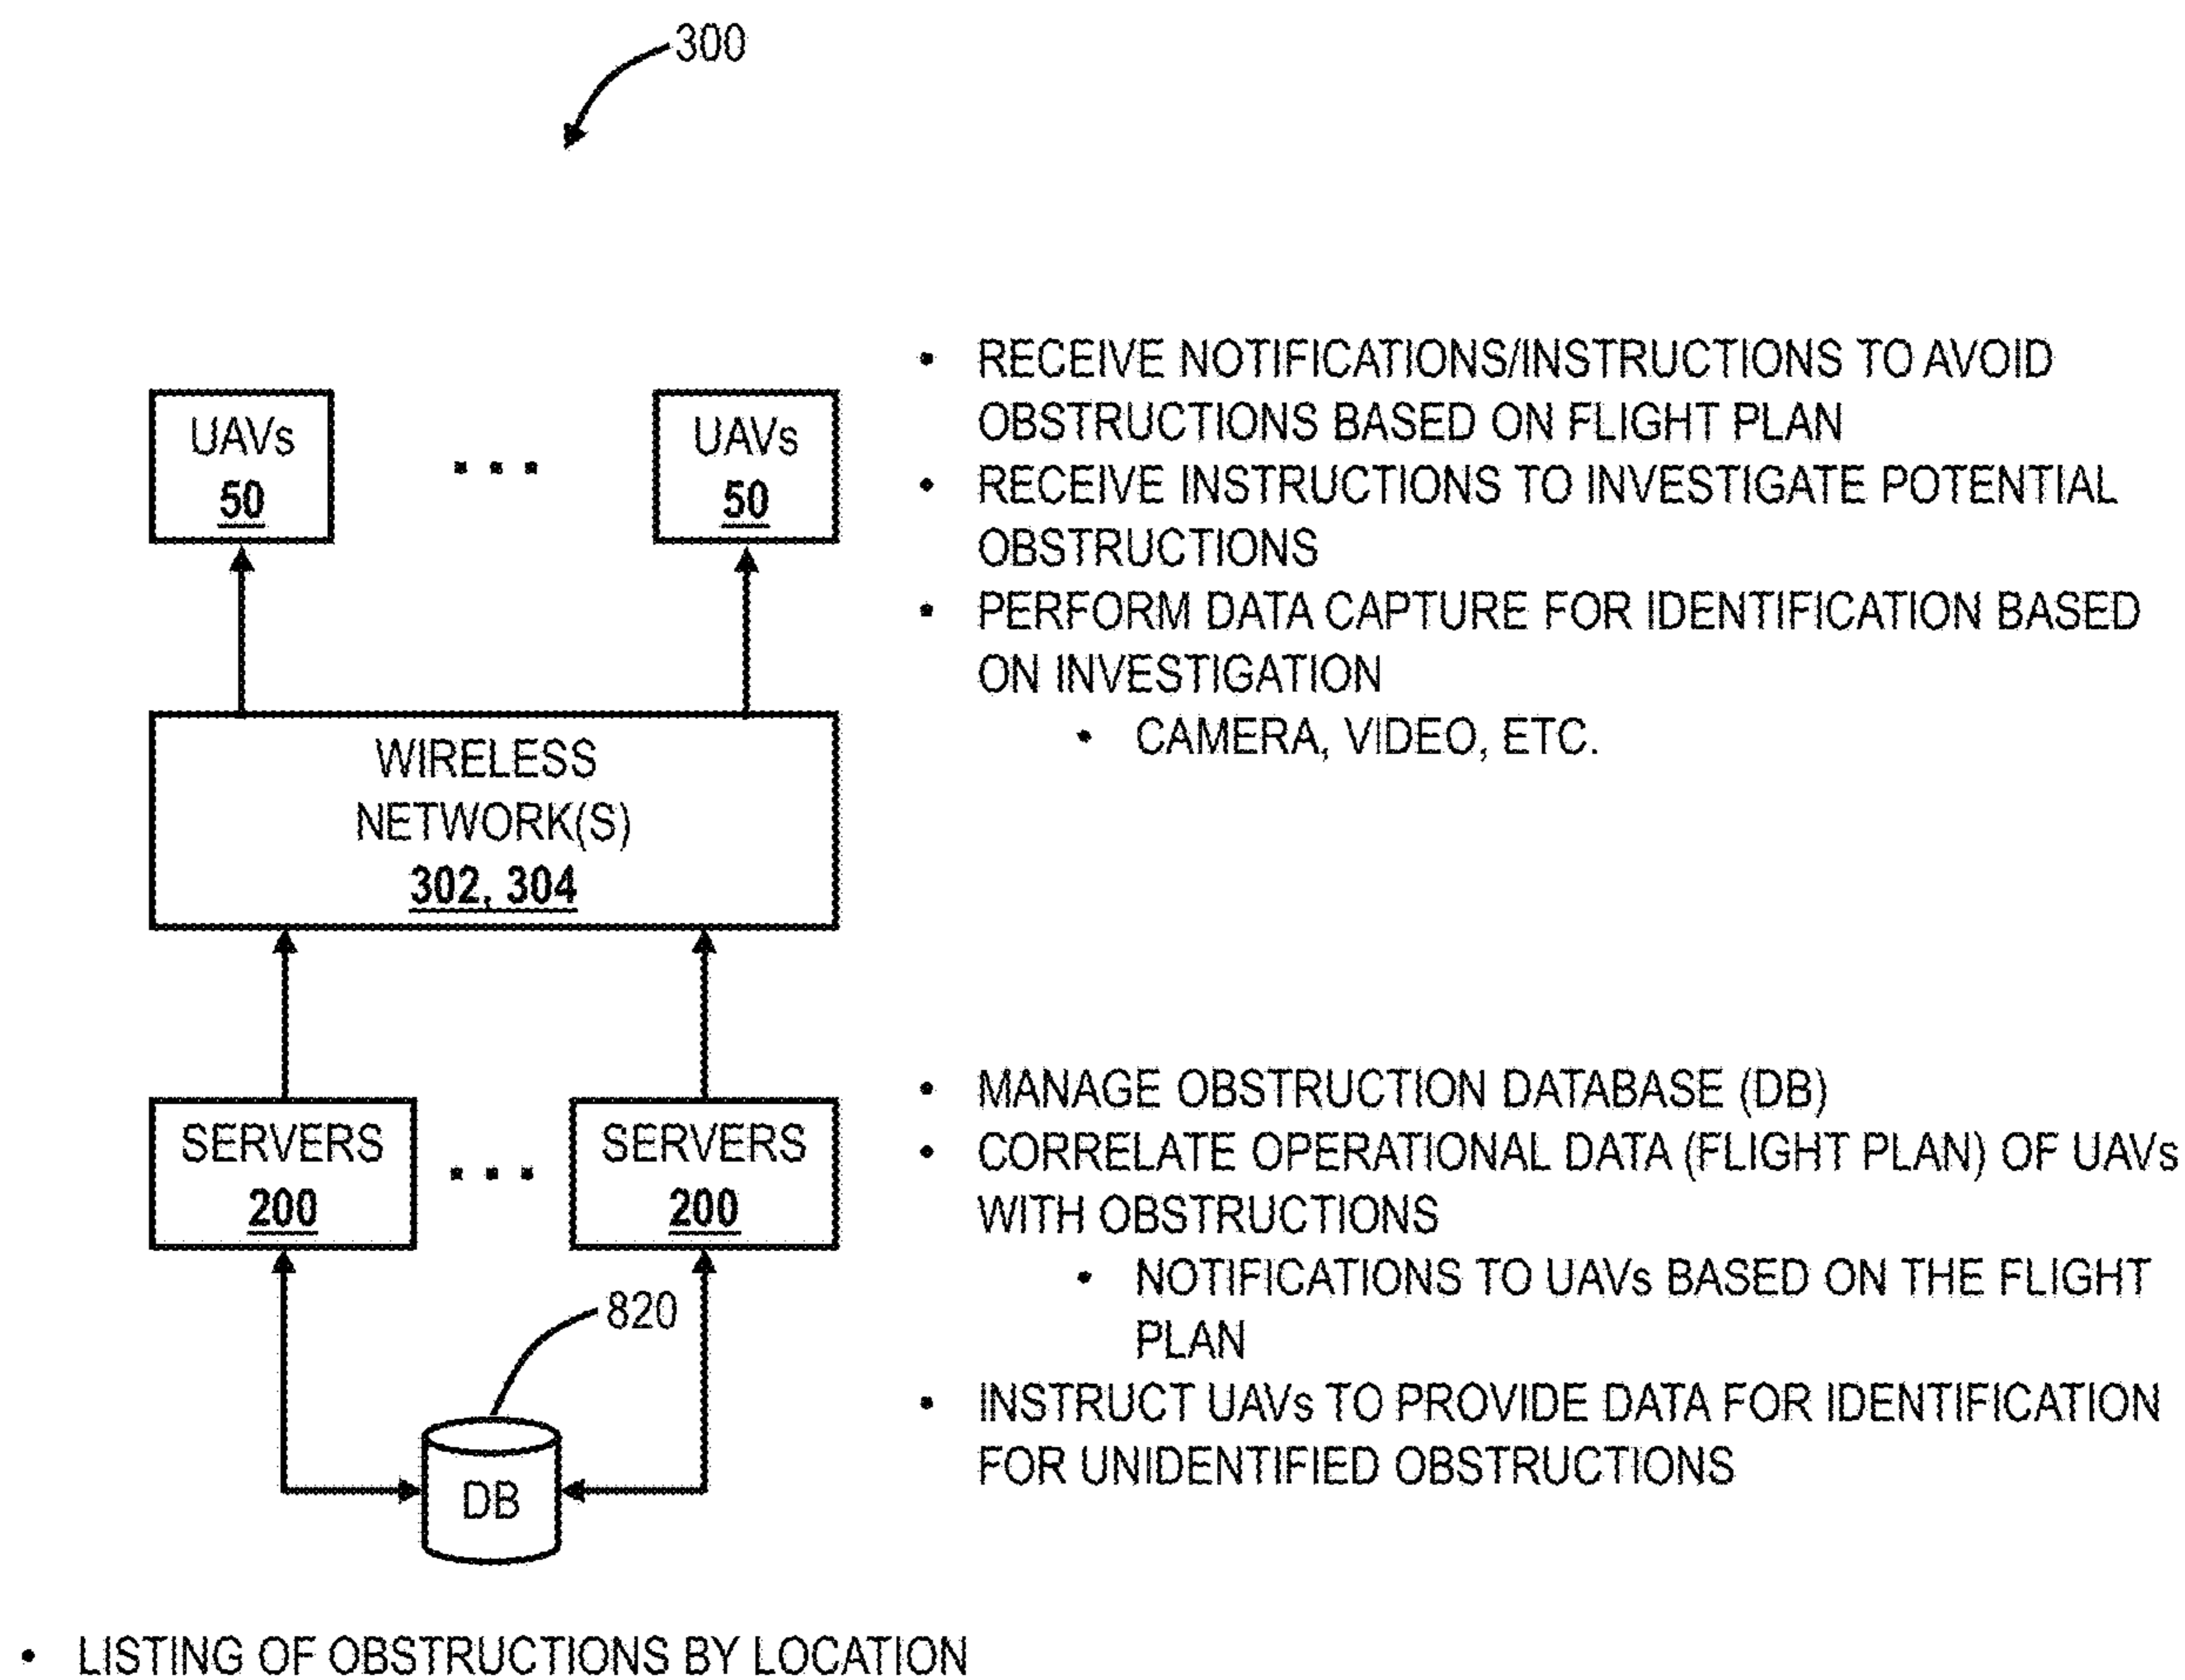 300
• RECEIVE NOTIFICATIONS/INSTRUCTIONS TO AVOID
OBSTRUCTIONS BASED ON FLIGHT PLAN
• RECEIVE INSTRUCTIONS TO INVESTIGATE POTENTIAL
OBSTRUCTIONS
• PERFORM DATA CAPTURE FOR IDENTIFICATION BASED
ON INVESTIGATION
• CAMERA, VIDEO, ETC.
UAVs
50
...
UAVs
50
WIRELESS
NETWORK(S)
302, 304
SERVERS
200
...
SERVERS
200
• MANAGE OBSTRUCTION DATABASE (DB)
• CORRELATE OPERATIONAL DATA (FLIGHT PLAN) OF UAVs
WITH OBSTRUCTIONS
• NOTIFICATIONS TO UAVs BASED ON THE FLIGHT
PLAN
• INSTRUCT UAVs TO PROVIDE DATA FOR IDENTIFICATION
FOR UNIDENTIFIED OBSTRUCTIONS
820
DB
• LISTING OF OBSTRUCTIONS BY LOCATION